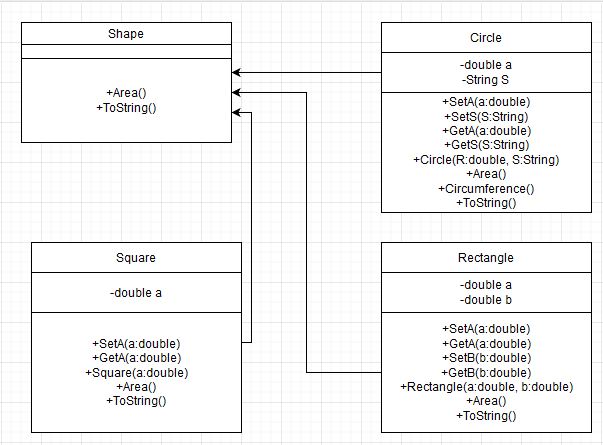 Shape
+Area()
+ToString()
Circle
-double a
-String S
+SetA(a:double)
+SetS(S:String)
+GetA(a:double)
+GetS(S:String)
+Circle(R:double, S:String)
+Area()
+Circumference()
+ToString()
Square
-double a
+SetA(a:double)
+GetA(a:double)
+Square(a:double)
+Area()
+ToString()
Rectangle
-double a
-double b
+SetA(a:double)
+GetA(a:double)
+SetB(b:double)
+GetB(b:double)
+Rectangle(a:double, b:double)
+Area()
+ToString()